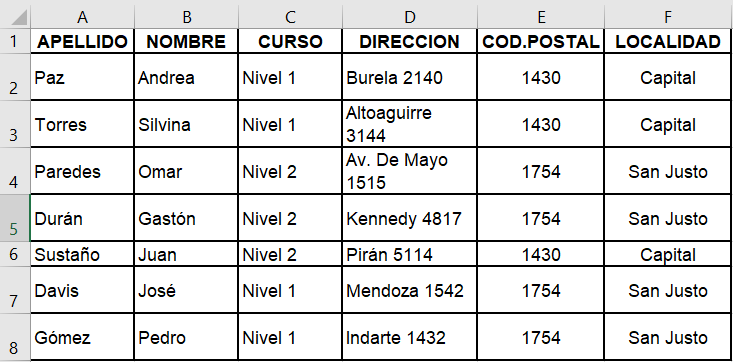 A B C D E F
1 APELLIDO NOMBRE CURSO DIRECCION COD.POSTAL LOCALIDAD
2 Paz Andrea Nivel 1 Burela 2140 1430 Capital
3 Torres Silvina Nivel 1 Altoaguirre 3144 1430 Capital
4 Paredes Omar Nivel 2 Av. De Mayo 1515 1754 San Justo
5 Durán Gastón Nivel 2 Kennedy 4817 1754 San Justo
6 Sustaño Juan Nivel 2 Pirán 5114 1430 Capital
7 Davis José Nivel 1 Mendoza 1542 1754 San Justo
8 Gómez Pedro Nivel 1 Indarte 1432 1754 San Justo